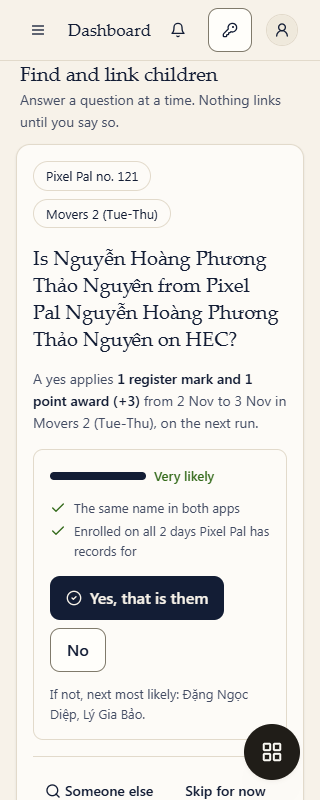 Dashboard
Find and link children
Answer a question at a time. Nothing links
until you say so.
Pixel Pal no. 121
Movers 2 (Tue-Thu)
Is Nguyễn Hoàng Phương
Thảo Nguyên from Pixel
Pal Nguyễn Hoàng Phương
Thảo Nguyên on HEC?
A yes applies 1 register mark and 1
point award (+3) from 2 Nov to 3 Nov in
Movers 2 (Tue-Thu), on the next run.
Very likely
The same name in both apps
Enrolled on all 2 days Pixel Pal has
records for
Yes, that is them
No
If not, next most likely: Đặng Ngọc
Diệp, Lý Gia Bảo.
Someone else Skip for now